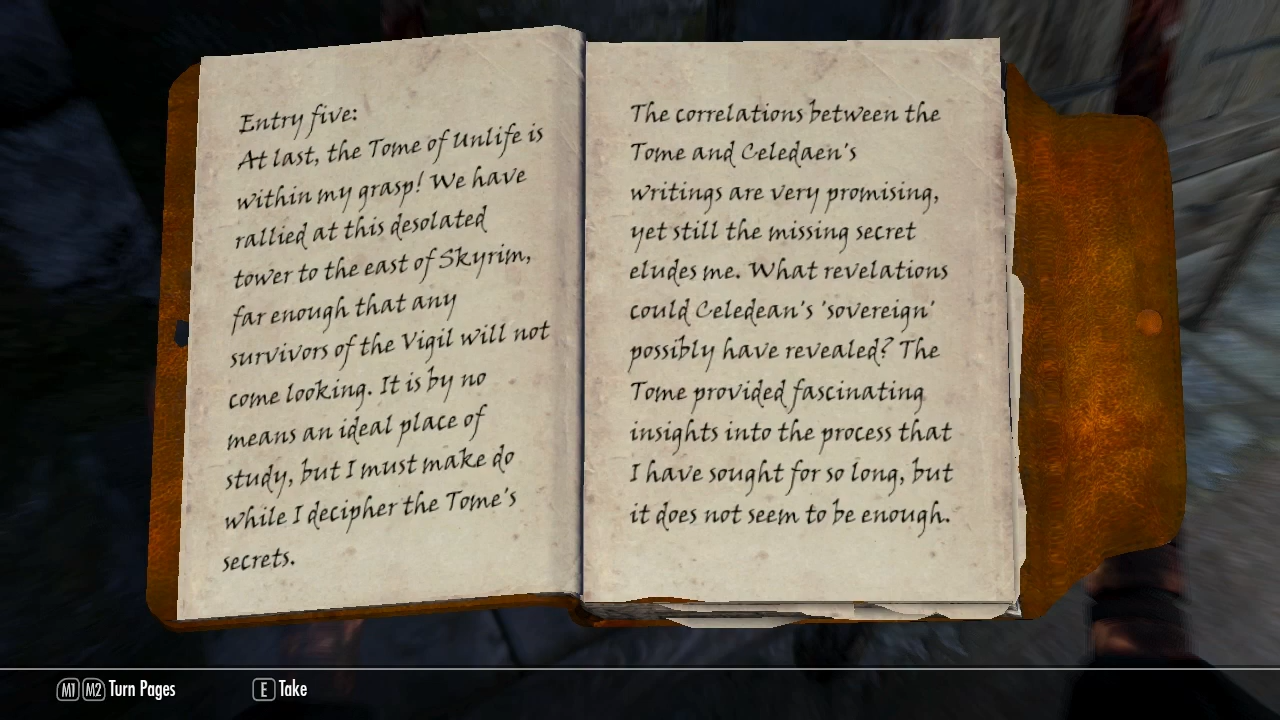 Entry five:
At last, the Tome of Unlife is
within my grasp! We have
rallied at this desolated
tower to the east of Skyrim,
far enough that any
survivors of the Vigil will not
come looking. It is by no
means an ideal place of
study, but I must make do
while I decipher the Tome's
secrets.
The correlations between the
Tome and Celedaen's
writings are very promising,
yet still the missing secret
eludes me. What revelations
could Celedean's 'sovereign'
possibly have revealed? The
Tome provided fascinating
insights into the process that
I have sought for so long, but
it does not seem to be enough.
M1 M2 Turn Pages
E Take